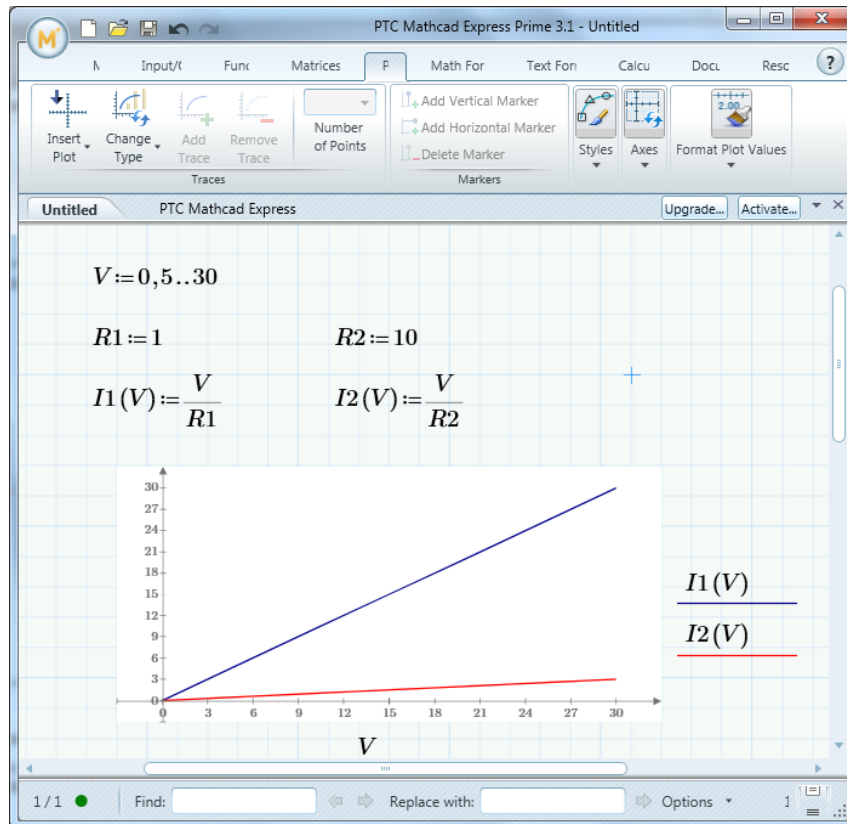 PTC Mathcad Express Prime 3.1 - Untitled
M
Input/( Func Matrices P Math For Text For Calcu Docu Resc ?
Insert Plot
Change Type
Add Trace
Remove Trace
Traces
Number of Points
Add Vertical Marker
Add Horizontal Marker
Delete Marker
Markers
Styles
Axes
2.00
Format Plot Values
Untitled PTC Mathcad Express Upgrade... Activate...
V:=0,5..30
R1:=1 R2:=10
I1(V):=V/R1 I2(V):=V/R2
30
27
24
21
18
15
12
9
6
3
0
0 3 6 9 12 15 18 21 24 27 30
V
I1(V)
I2(V)
1 / 1 Find: Replace with: Options 1